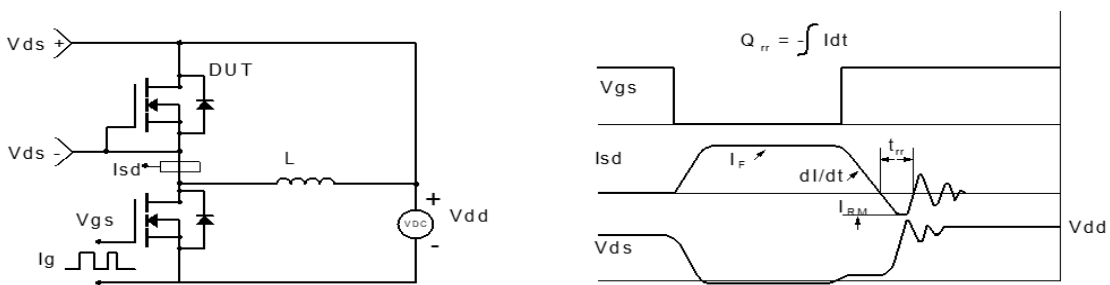 Vds +
DUT
Vds -
Isd
L
Vgs
Ig
+
VDC
-
Vdd
Q rr = -∫ Idt
Vgs
Isd
I F
dI/dt
t rr
I RM
Vds
Vdd